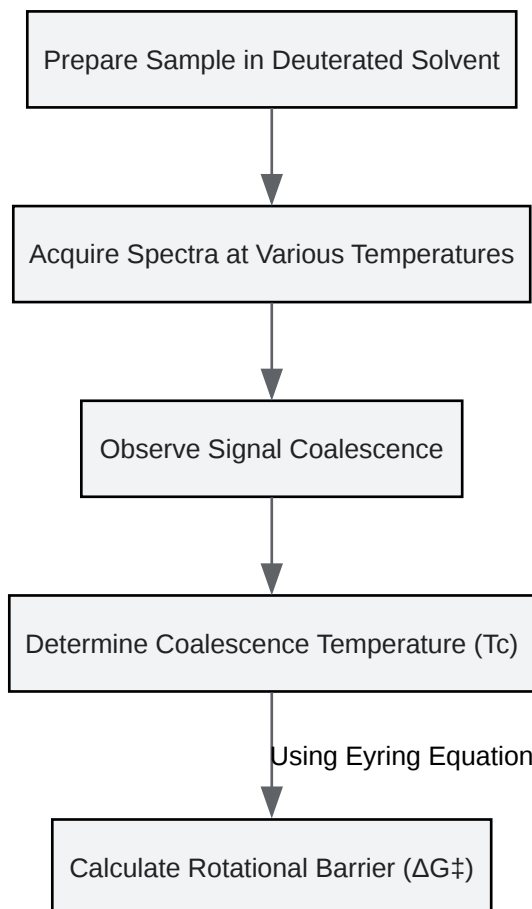 Prepare Sample in Deuterated Solvent
Acquire Spectra at Various Temperatures
Observe Signal Coalescence
Determine Coalescence Temperature (Tc)
Using Eyring Equation
Calculate Rotational Barrier (ΔG‡)